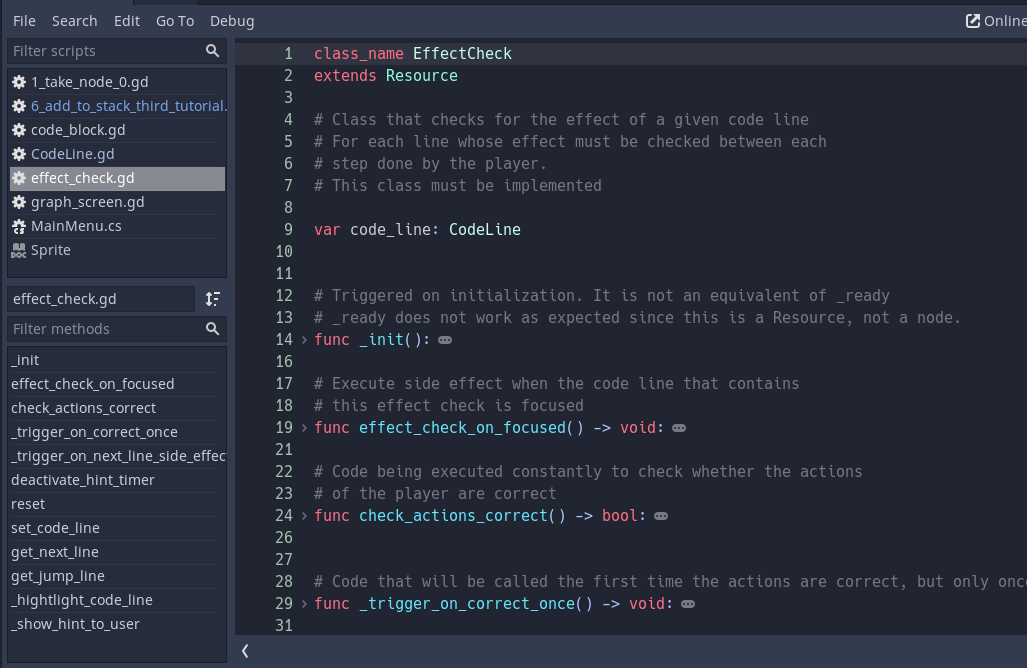 File Search Edit Go To Debug Online
Filter scripts
1_take_node_0.gd
6_add_to_stack_third_tutorial.
code_block.gd
CodeLine.gd
effect_check.gd
graph_screen.gd
MainMenu.cs
DOC Sprite
effect_check.gd
Filter methods
_init
effect_check_on_focused
check_actions_correct
_trigger_on_correct_once
_trigger_on_next_line_side_effec
deactivate_hint_timer
reset
set_code_line
get_next_line
get_jump_line
_hightlight_code_line
_show_hint_to_user
1 class_name EffectCheck
2 extends Resource
3
4 # Class that checks for the effect of a given code line
5 # For each line whose effect must be checked between each
6 # step done by the player.
7 # This class must be implemented
8
9 var code_line: CodeLine
10
11
12 # Triggered on initialization. It is not an equivalent of _ready
13 # _ready does not work as expected since this is a Resource, not a node.
14 func _init():
16
17 # Execute side effect when the code line that contains
18 # this effect check is focused
19 func effect_check_on_focused() -> void:
21
22 # Code being executed constantly to check whether the actions
23 # of the player are correct
24 func check_actions_correct() -> bool:
26
27
28 # Code that will be called the first time the actions are correct, but only once
29 func _trigger_on_correct_once() -> void:
31